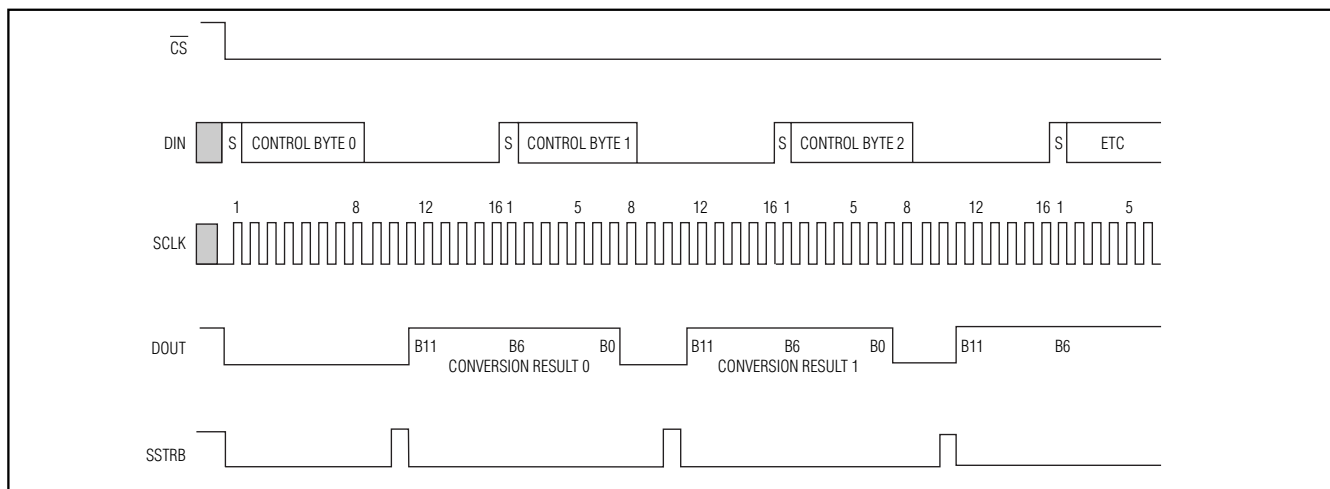 CS
DIN S CONTROL BYTE 0 S CONTROL BYTE 1 S CONTROL BYTE 2 S ETC
1 8 12 16 1 5 8 12 16 1 5 8 12 16 1 5
SCLK
DOUT B11 B6 B0 B11 B6 B0 B11 B6
CONVERSION RESULT 0 CONVERSION RESULT 1
SSTRB